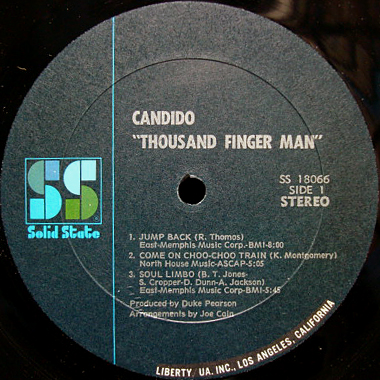 CANDIDO
"THOUSAND FINGER MAN"
SS
Solid State
SS 18066
SIDE 1
STEREO
1. JUMP BACK (R. Thomas)
East-Memphis Music Corp.-BMI-8:00
2. COME ON CHOO-CHOO TRAIN (K. Montgomery)
North House Music-ASCAP-5:05
3. SOUL LIMBO (B. T. Jones-
S. Cropper-D. Dunn-A. Jackson)
East-Memphis Music Corp-BMI-5:45
Produced by Duke Pearson
Arrangements by Joe Cain
LIBERTY/UA, INC., LOS ANGELES, CALIFORNIA